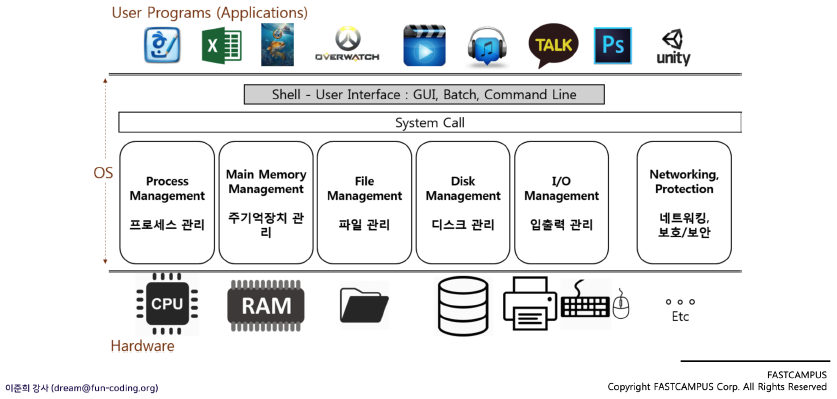 User Programs (Applications)
OVERWATCH
TALK
Ps
unity
Shell - User Interface : GUI, Batch, Command Line
System Call
OS
Process
Management
프로세스 관리
Main Memory
Management
주기억장치 관
리
File
Management
파일 관리
Disk
Management
디스크 관리
I/O
Management
입출력 관리
Networking,
Protection
네트워킹,
보호/보안
CPU
RAM
Etc
Hardware
FASTCAMPUS
Copyright FASTCAMPUS Corp. All Rights Reserved
이준희 강사 (dream@fun-coding.org)